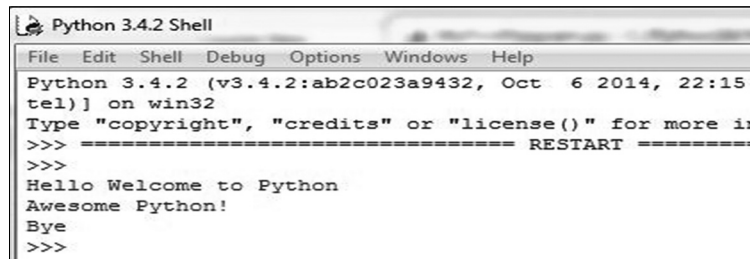 Python 3.4.2 Shell
File Edit Shell Debug Options Windows Help
Python 3.4.2 (v3.4.2:ab2c023a9432, Oct  6 2014, 22:15
tel)] on win32
Type "copyright", "credits" or "license()" for more
>>> ================================ RESTART =========
>>>
Hello Welcome to Python
Awesome Python!
Bye
>>>